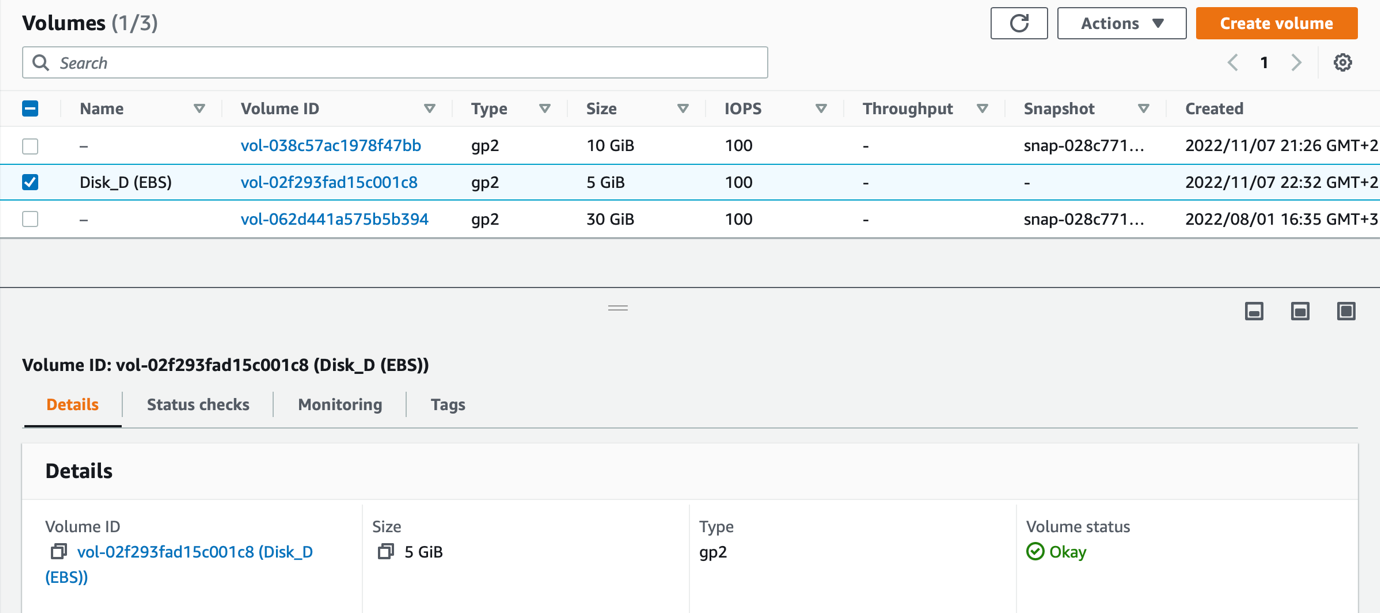 Volumes (1/3)
Actions
Create volume
Search
1
Name Volume ID Type Size IOPS Throughput Snapshot Created
– vol-038c57ac1978f47bb gp2 10 GiB 100 - snap-028c771… 2022/11/07 21:26 GMT+2
Disk_D (EBS) vol-02f293fad15c001c8 gp2 5 GiB 100 - - 2022/11/07 22:32 GMT+2
– vol-062d441a575b5b394 gp2 30 GiB 100 - snap-028c771… 2022/08/01 16:35 GMT+3
Volume ID: vol-02f293fad15c001c8 (Disk_D (EBS))
Details Status checks Monitoring Tags
Details
Volume ID Size Type Volume status
vol-02f293fad15c001c8 (Disk_D 5 GiB gp2 Okay
(EBS))